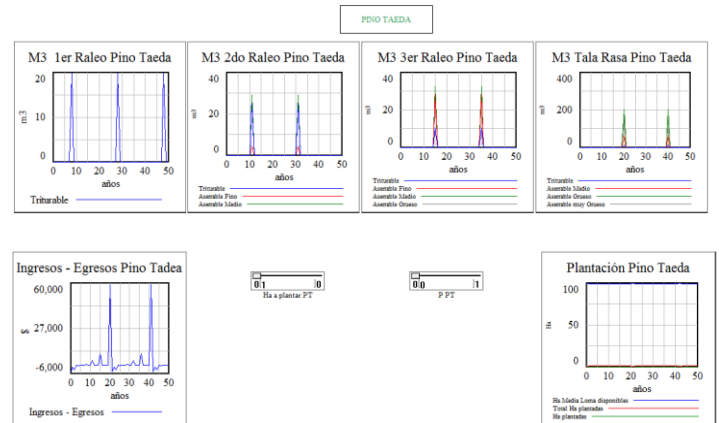 PINO TAEDA
M3 1er Raleo Pino Taeda
20
10
0
m3
0 10 20 30 40 50
años
Triturable
M3 2do Raleo Pino Taeda
40
20
0
m3
0 10 20 30 40 50
años
Triturable
Aserrable Fino
Aserrable Medio
M3 3er Raleo Pino Taeda
40
20
0
m3
0 10 20 30 40 50
años
Triturable
Aserrable Fino
Aserrable Medio
Aserrable Grueso
M3 Tala Rasa Pino Taeda
400
200
0
m3
0 10 20 30 40 50
años
Triturable
Aserrable Medio
Aserrable Grueso
Aserrable muy Grueso
Ingresos - Egresos Pino Tadea
60,000
27,000
-6,000
$
0 10 20 30 40 50
años
Ingresos - Egresos
0 1 0
Ha a plantar PT
0 0 1
P PT
Plantación Pino Taeda
100
50
0
Ha
0 10 20 30 40 50
años
Ha Media Loma disponibles
Total Ha plantadas
Ha plantadas